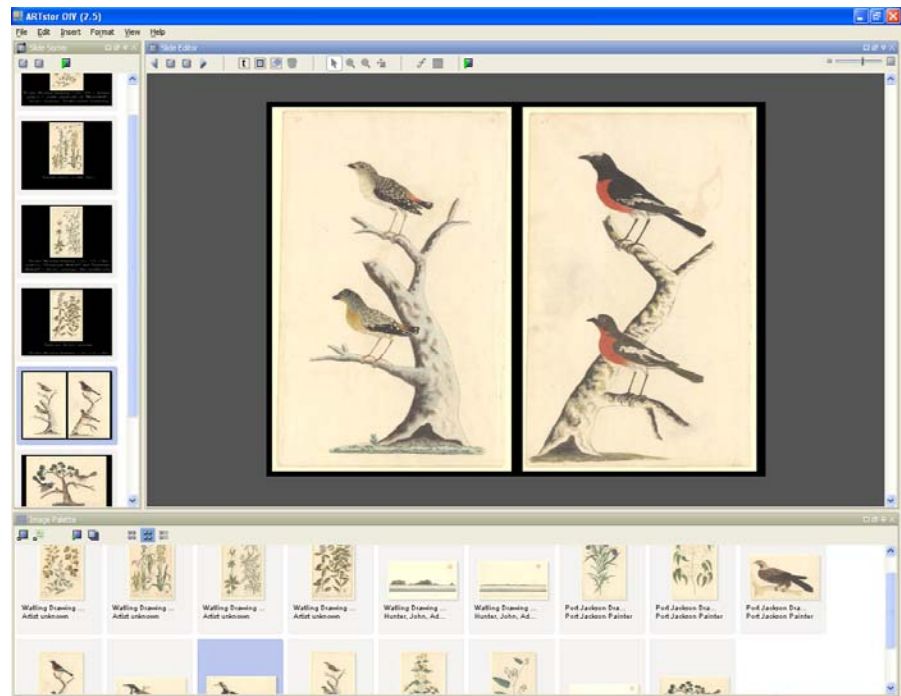 ARTstor OIV (2.5)
File Edit Insert Format View Help
Slide Sorter
Slide Editor
Image Palette
Watling Drawing ...
Artist unknown
Watling Drawing ...
Artist unknown
Watling Drawing ...
Artist unknown
Watling Drawing ...
Artist unknown
Watling Drawing ...
Hunter, John, Ad...
Watling Drawing ...
Hunter, John, Ad...
Port Jackson Dra...
Port Jackson Painter
Port Jackson Dra...
Port Jackson Painter
Port Jackson Dra...
Port Jackson Painter